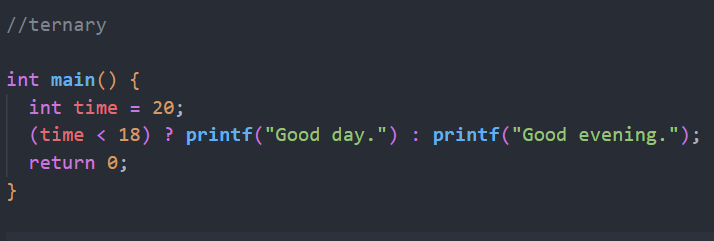 //ternary
int main() {
int time = 20;
(time < 18) ? printf("Good day.") : printf("Good evening.");
return 0;
}